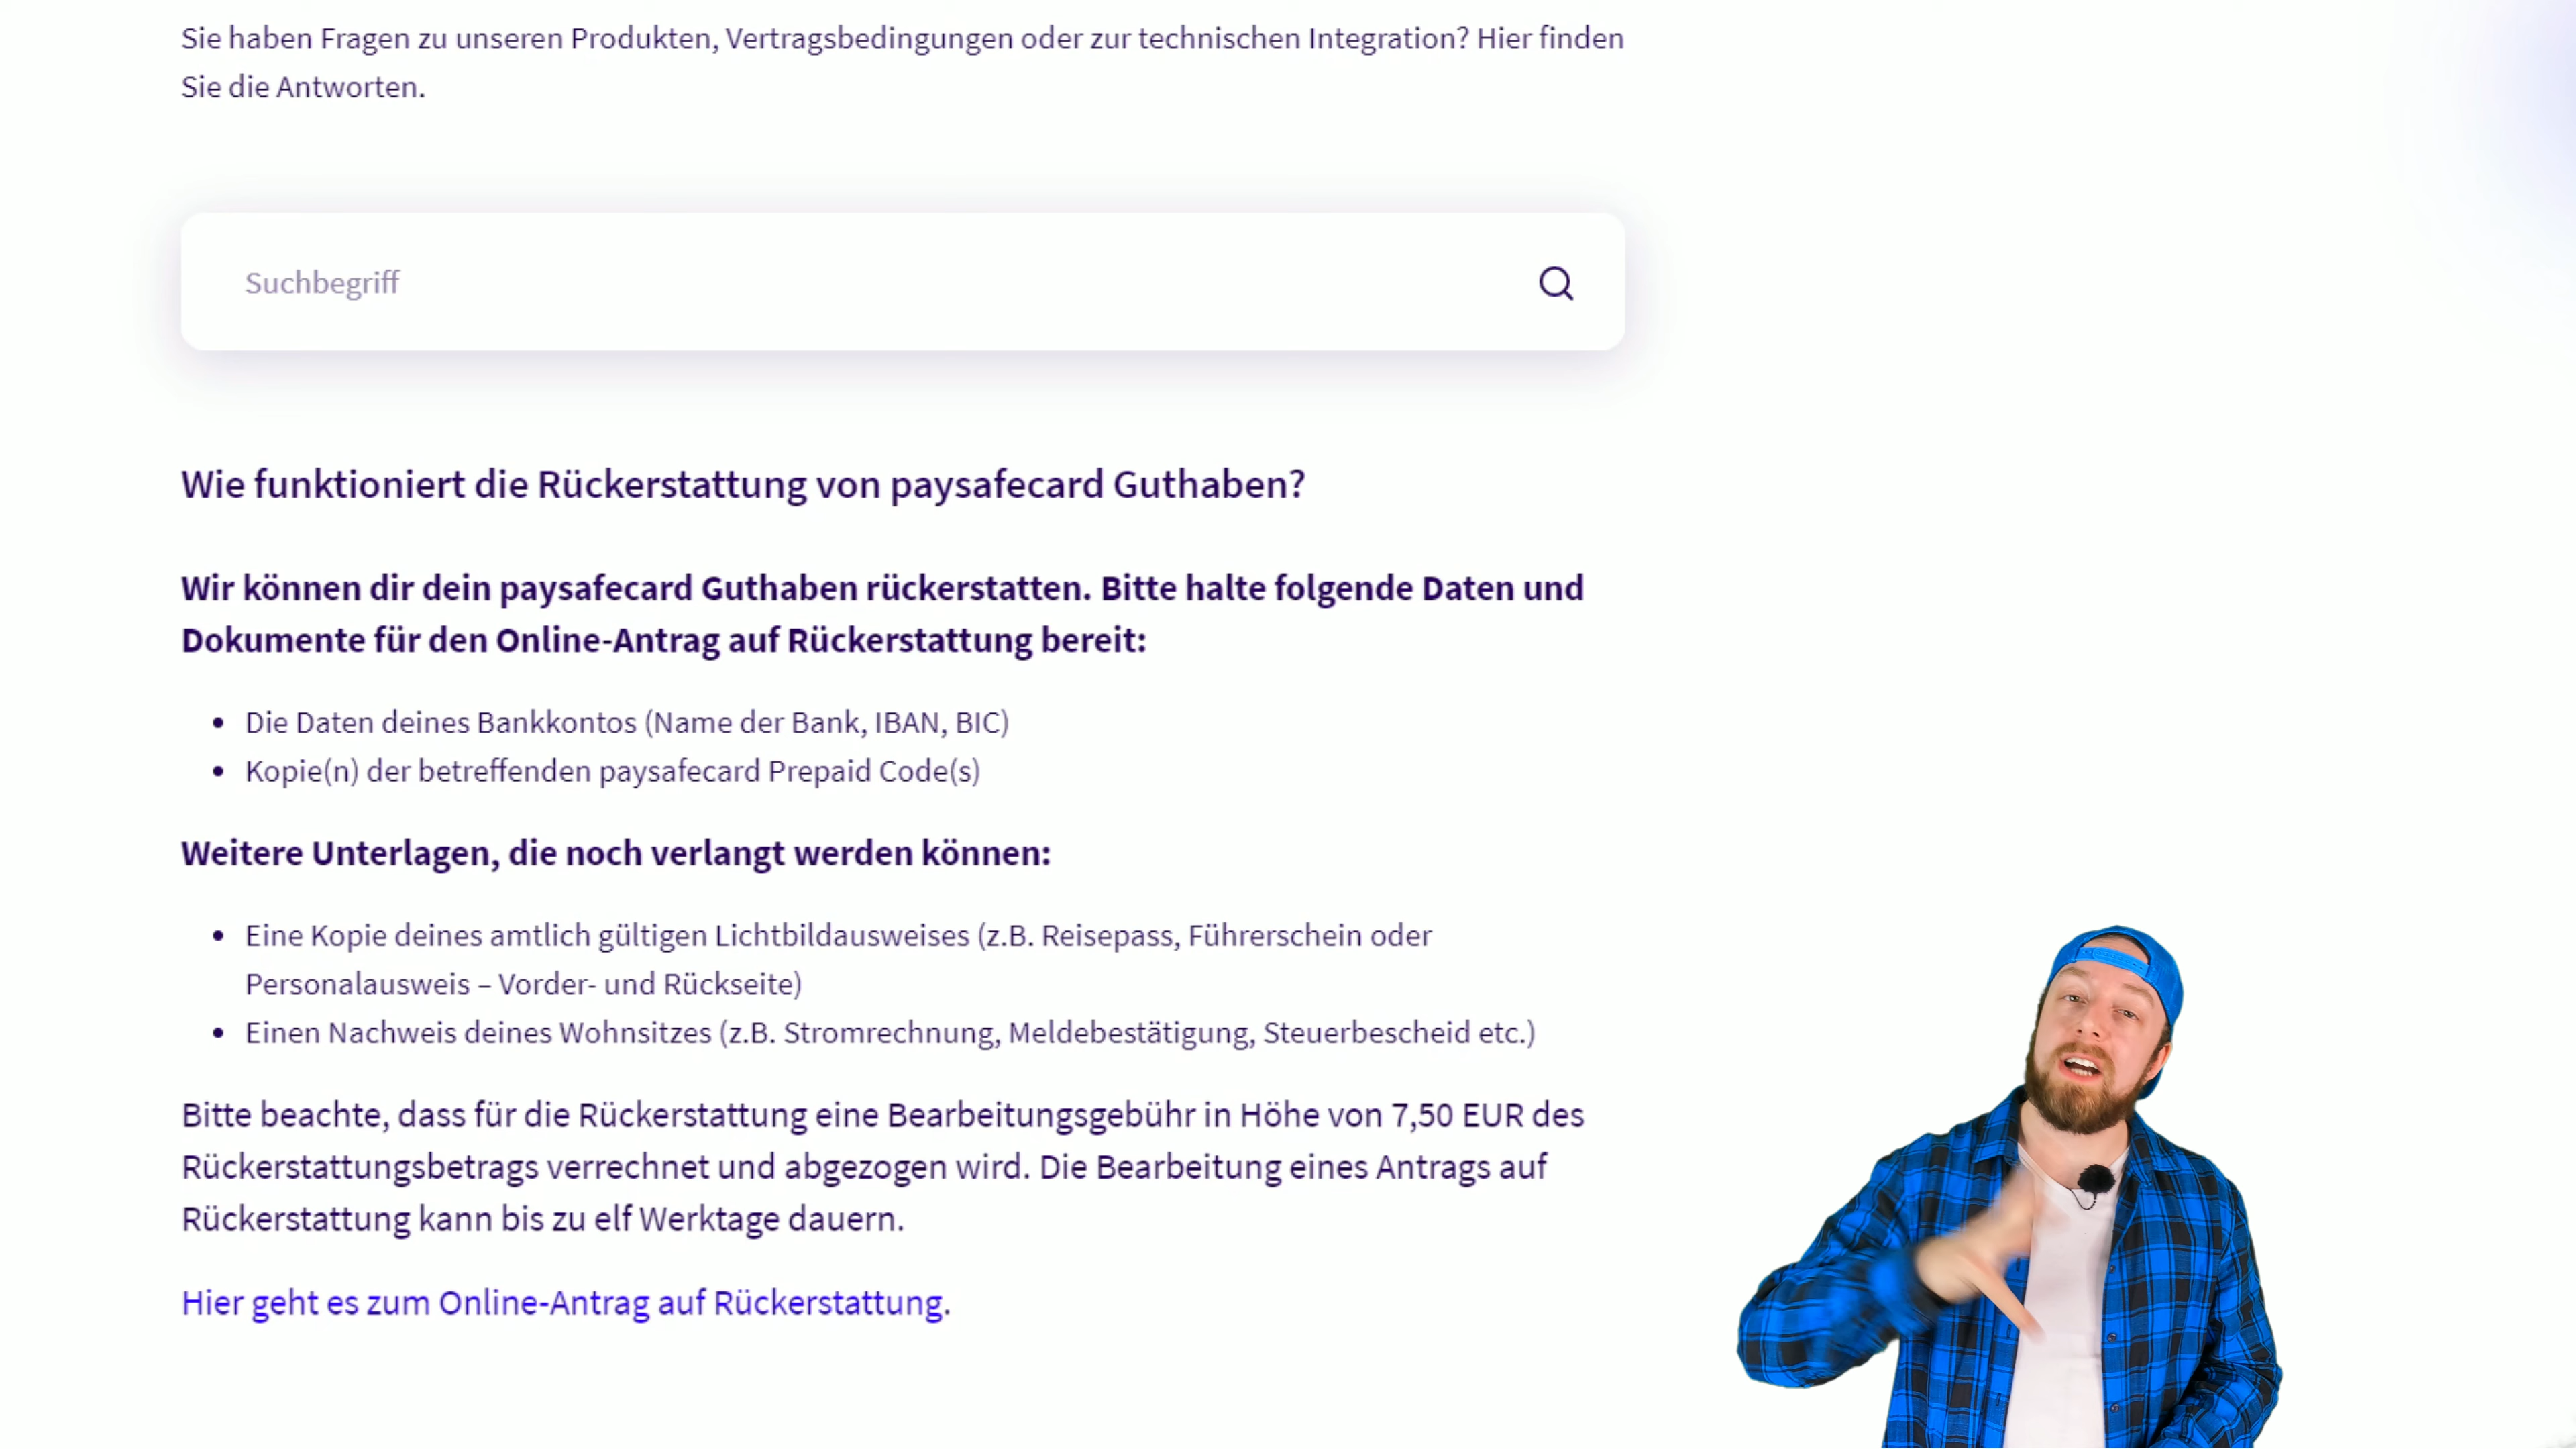 Sie haben Fragen zu unseren Produkten, Vertragsbedingungen oder zur technischen Integration? Hier finden
Sie die Antworten.
Suchbegriff
Wie funktioniert die Rückerstattung von paysafecard Guthaben?
Wir können dir dein paysafecard Guthaben rückerstatten. Bitte halte folgende Daten und
Dokumente für den Online-Antrag auf Rückerstattung bereit:
• Die Daten deines Bankkontos (Name der Bank, IBAN, BIC)
• Kopie(n) der betreffenden paysafecard Prepaid Code(s)
Weitere Unterlagen, die noch verlangt werden können:
• Eine Kopie deines amtlich gültigen Lichtbildausweises (z.B. Reisepass, Führerschein oder
Personalausweis – Vorder- und Rückseite)
• Einen Nachweis deines Wohnsitzes (z.B. Stromrechnung, Meldebestätigung, Steuerbescheid etc.)
Bitte beachte, dass für die Rückerstattung eine Bearbeitungsgebühr in Höhe von 7,50 EUR des
Rückerstattungsbetrags verrechnet und abgezogen wird. Die Bearbeitung eines Antrags auf
Rückerstattung kann bis zu elf Werktage dauern.
Hier geht es zum Online-Antrag auf Rückerstattung.